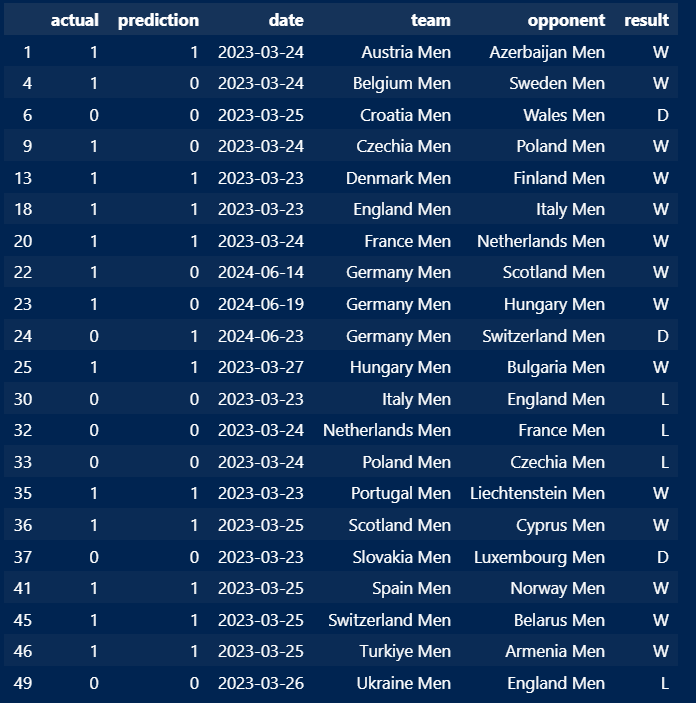 actual prediction date team opponent result
1 1 1 2023-03-24 Austria Men Azerbaijan Men W
4 1 0 2023-03-24 Belgium Men Sweden Men W
6 0 0 2023-03-25 Croatia Men Wales Men D
9 1 0 2023-03-24 Czechia Men Poland Men W
13 1 1 2023-03-23 Denmark Men Finland Men W
18 1 1 2023-03-23 England Men Italy Men W
20 1 1 2023-03-24 France Men Netherlands Men W
22 1 0 2024-06-14 Germany Men Scotland Men W
23 1 0 2024-06-19 Germany Men Hungary Men W
24 0 1 2024-06-23 Germany Men Switzerland Men D
25 1 1 2023-03-27 Hungary Men Bulgaria Men W
30 0 0 2023-03-23 Italy Men England Men L
32 0 0 2023-03-24 Netherlands Men France Men L
33 0 0 2023-03-24 Poland Men Czechia Men L
35 1 1 2023-03-23 Portugal Men Liechtenstein Men W
36 1 1 2023-03-25 Scotland Men Cyprus Men W
37 0 0 2023-03-23 Slovakia Men Luxembourg Men D
41 1 1 2023-03-25 Spain Men Norway Men W
45 1 1 2023-03-25 Switzerland Men Belarus Men W
46 1 1 2023-03-25 Turkiye Men Armenia Men W
49 0 0 2023-03-26 Ukraine Men England Men L